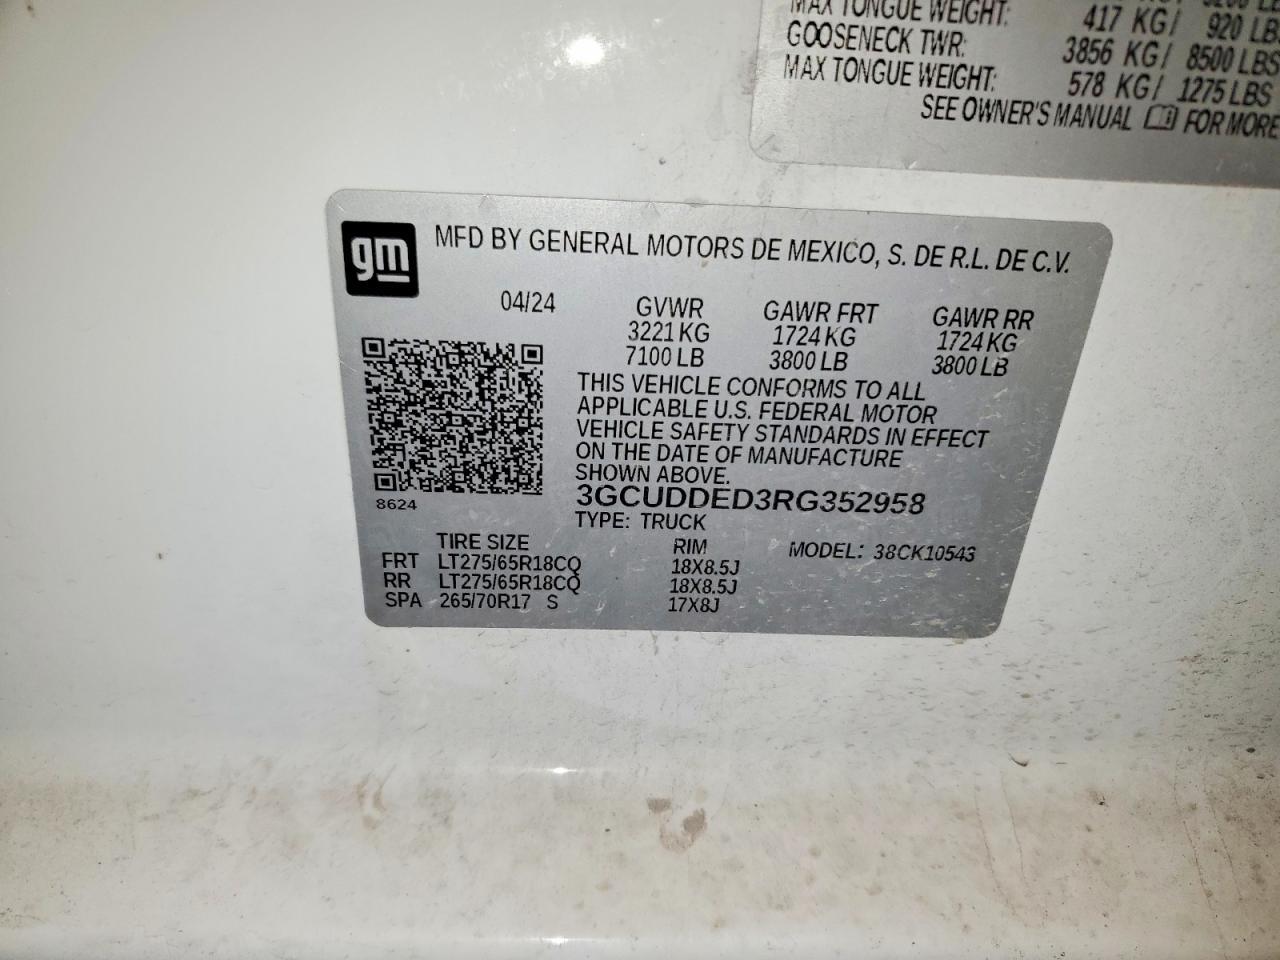 MAX TONGUE WEIGHT: 417 KG/ 920 LBS
GOOSENECK TWR: 3856 KG/ 8500 LBS
MAX TONGUE WEIGHT: 578 KG/ 1275 LBS
SEE OWNER'S MANUAL FOR MORE
gm
MFD BY GENERAL MOTORS DE MEXICO, S. DE R.L. DE C.V.
04/24 GVWR GAWR FRT GAWR RR
3221 KG 1724 KG 1724 KG
7100 LB 3800 LB 3800 LB
THIS VEHICLE CONFORMS TO ALL
APPLICABLE U.S. FEDERAL MOTOR
VEHICLE SAFETY STANDARDS IN EFFECT
ON THE DATE OF MANUFACTURE
SHOWN ABOVE.
8624
3GCUDDED3RG352958
TYPE: TRUCK
TIRE SIZE RIM MODEL: 38CK10543
FRT LT275/65R18CQ 18X8.5J
RR LT275/65R18CQ 18X8.5J
SPA 265/70R17 S 17X8J